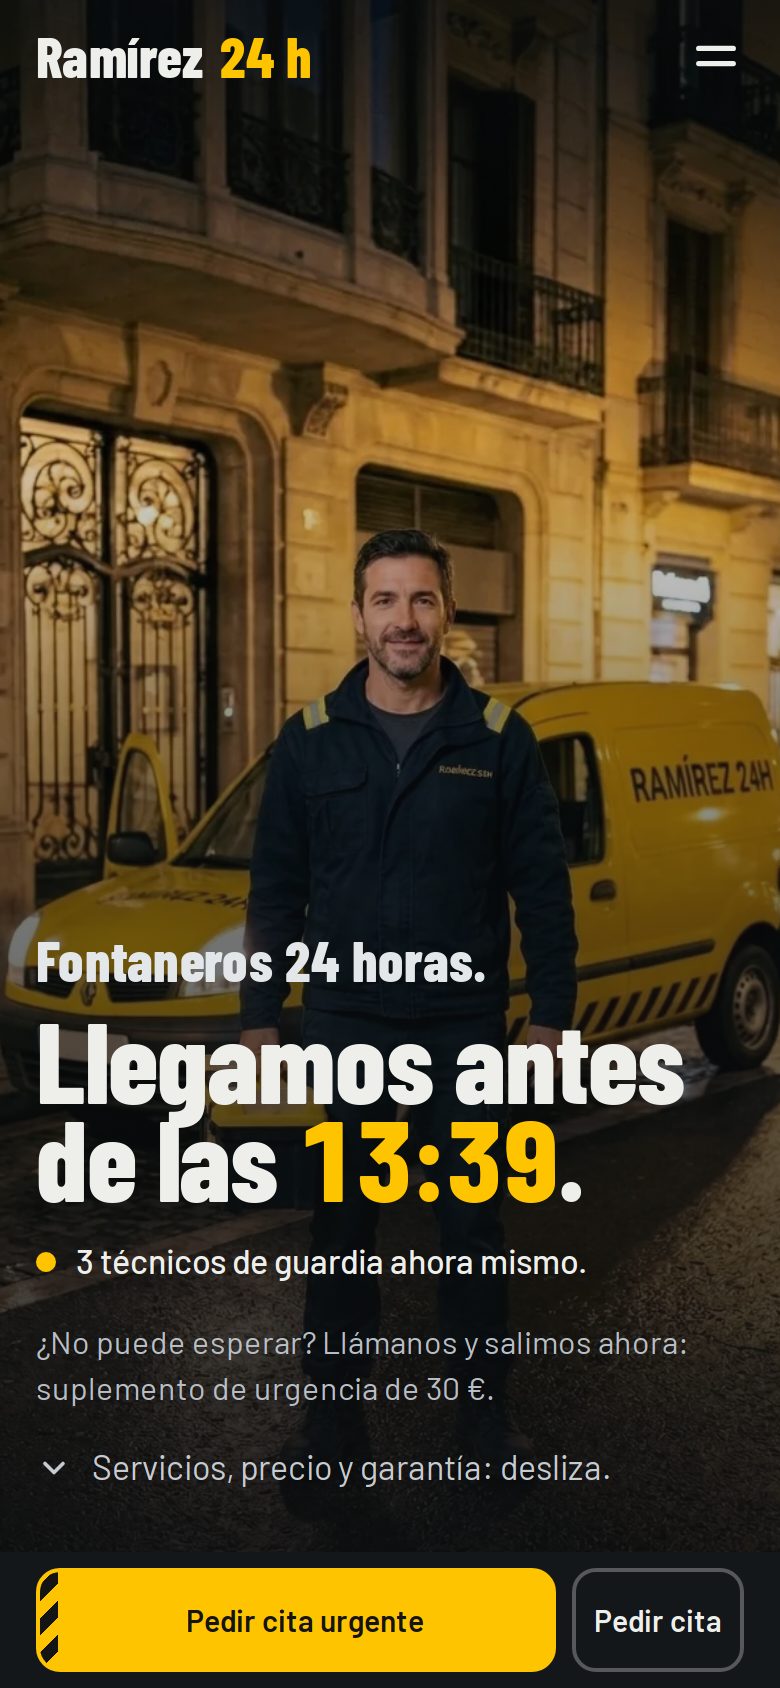 Ramírez 24 h
RAMÍREZ 24H
Fontaneros 24 horas.
Llegamos antes
de las 13:39.
3 técnicos de guardia ahora mismo.
¿No puede esperar? Llámanos y salimos ahora:
suplemento de urgencia de 30 €.
Servicios, precio y garantía: desliza.
Pedir cita urgente
Pedir cita